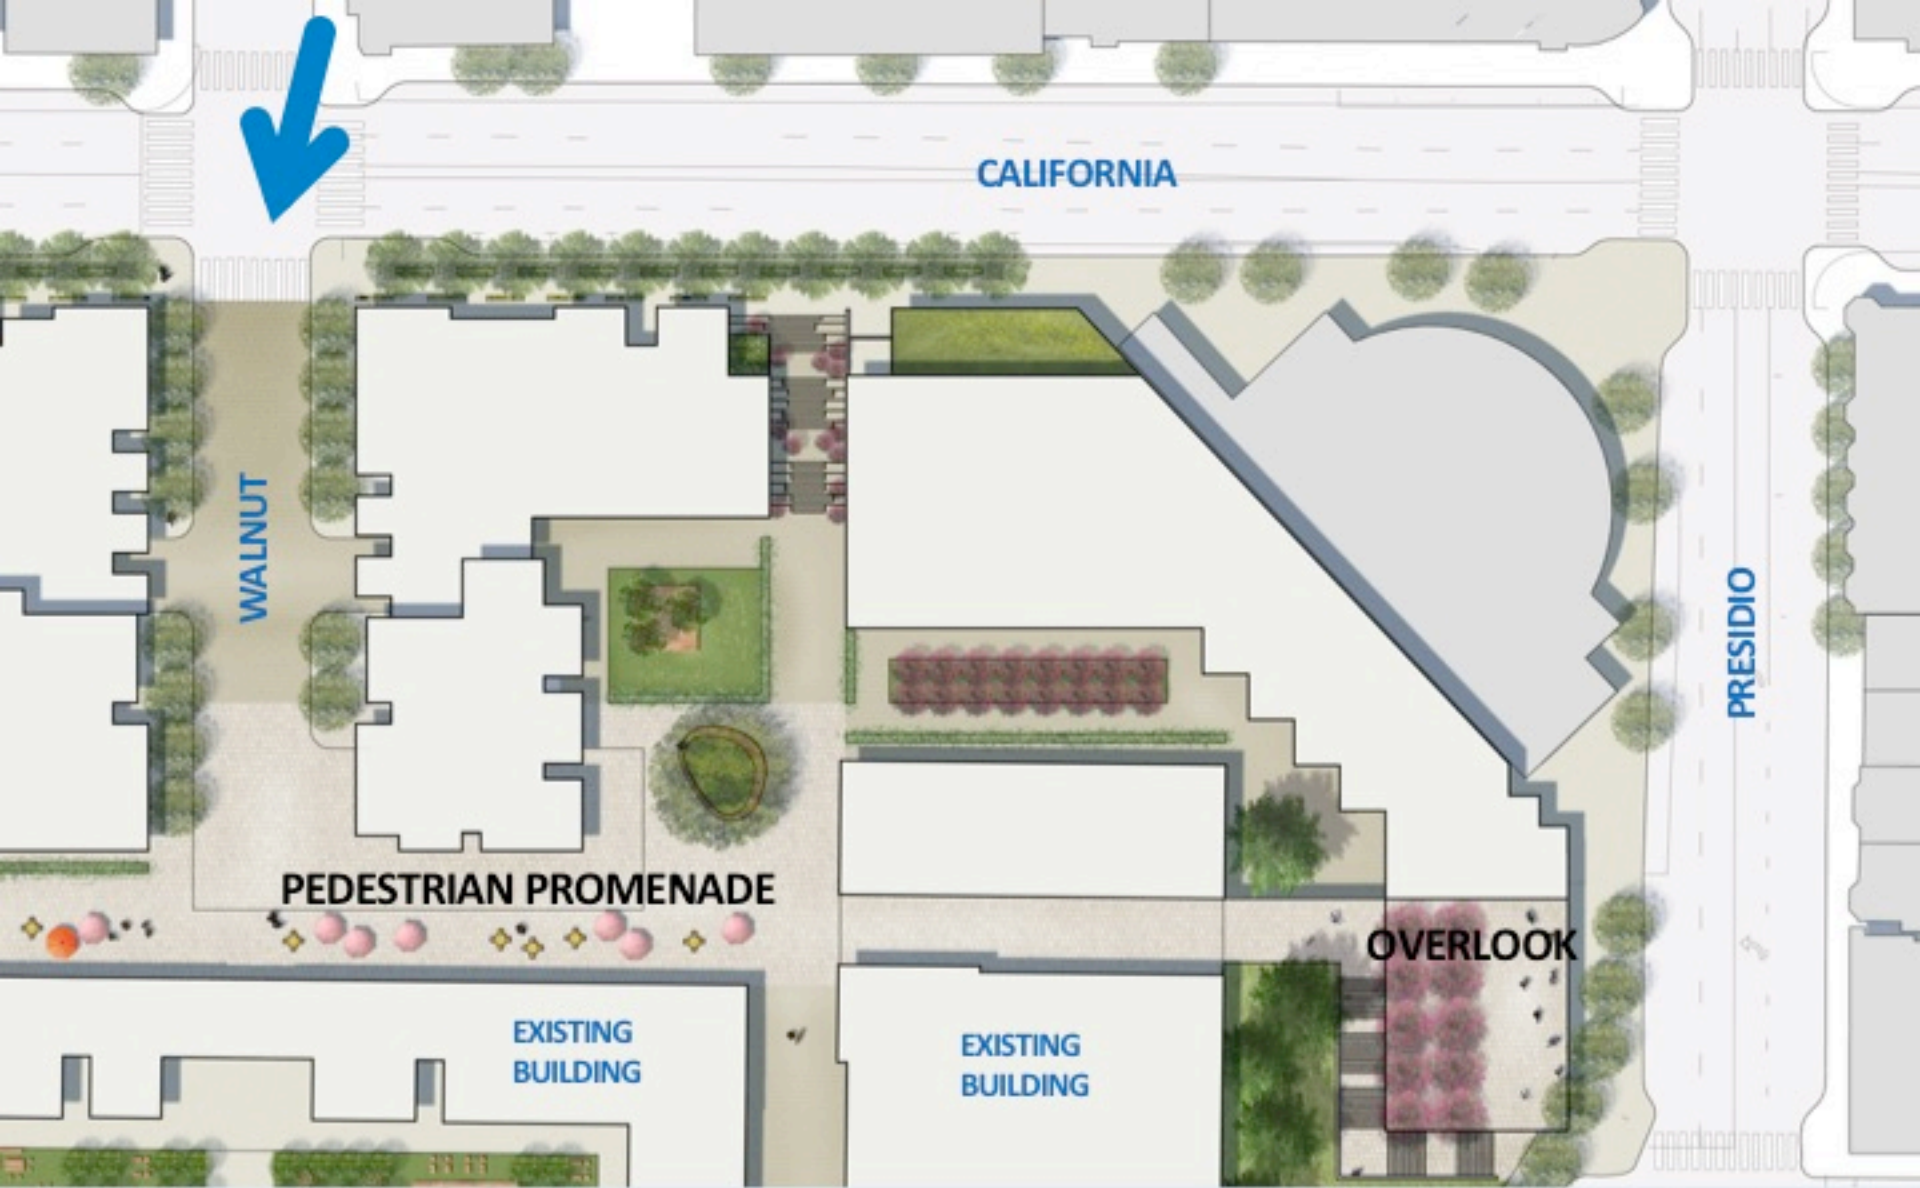 CALIFORNIA
WALNUT
PRESIDIO
PEDESTRIAN PROMENADE
OVERLOOK
EXISTING
BUILDING
EXISTING
BUILDING